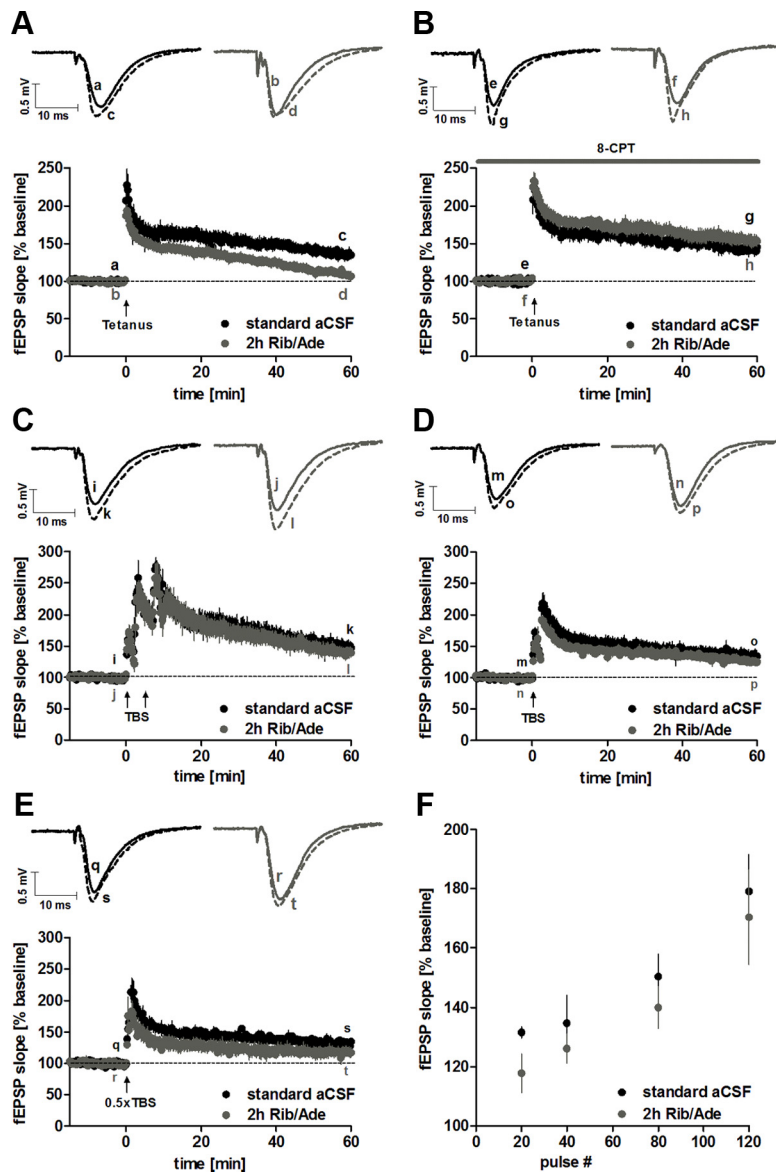 A
a
c
b
d
0.5 mV
10 ms
fEPSP slope [% baseline]
250
200
150
100
50
0
a
b
c
d
Tetanus
standard aCSF
2h Rib/Ade
0 20 40 60
time [min]
B
e
g
f
h
0.5 mV
10 ms
8-CPT
fEPSP slope [% baseline]
250
200
150
100
50
0
e
f
g
h
Tetanus
standard aCSF
2h Rib/Ade
0 20 40 60
time [min]
C
i
k
j
l
0.5 mV
10 ms
fEPSP slope [% baseline]
300
250
200
150
100
50
0
i
j
k
l
TBS
standard aCSF
2h Rib/Ade
0 20 40 60
time [min]
D
m
o
n
p
0.5 mV
10 ms
fEPSP slope [% baseline]
300
250
200
150
100
50
0
m
n
o
p
TBS
standard aCSF
2h Rib/Ade
0 20 40 60
time [min]
E
q
s
r
t
0.5 mV
10 ms
fEPSP slope [% baseline]
300
250
200
150
100
50
0
q
r
s
t
0.5xTBS
standard aCSF
2h Rib/Ade
0 20 40 60
time [min]
F
fEPSP slope [% baseline]
200
180
160
140
120
100
standard aCSF
2h Rib/Ade
0 20 40 60 80 100 120
pulse #